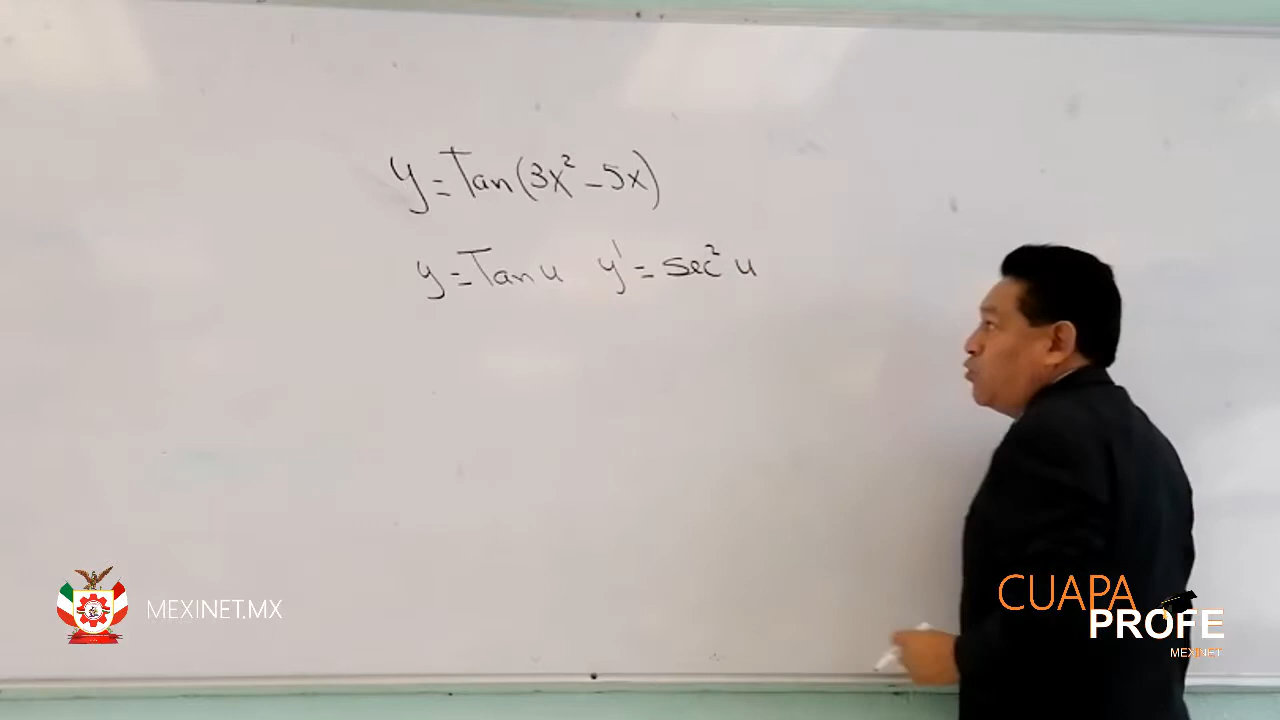 y = Tan(3x² - 5x)
y = Tan u y' = sec² u
MEXINET.MX
CUAPA
PROFE
MEXINET